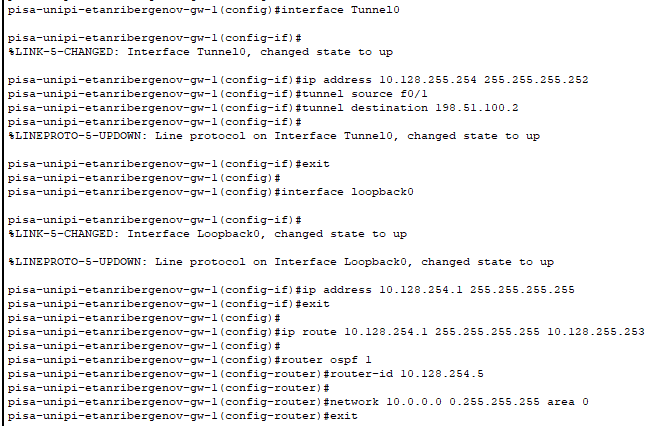 pisa-unipi-etanribergenov-gw-1(config)#interface Tunnel0
pisa-unipi-etanribergenov-gw-1(config-if)#
%LINK-5-CHANGED: Interface Tunnel0, changed state to up
pisa-unipi-etanribergenov-gw-1(config-if)#ip address 10.128.255.254 255.255.255.252
pisa-unipi-etanribergenov-gw-1(config-if)#tunnel source f0/1
pisa-unipi-etanribergenov-gw-1(config-if)#tunnel destination 198.51.100.2
pisa-unipi-etanribergenov-gw-1(config-if)#
%LINEPROTO-5-UPDOWN: Line protocol on Interface Tunnel0, changed state to up
pisa-unipi-etanribergenov-gw-1(config-if)#exit
pisa-unipi-etanribergenov-gw-1(config)#
pisa-unipi-etanribergenov-gw-1(config)#interface loopback0
pisa-unipi-etanribergenov-gw-1(config-if)#
%LINK-5-CHANGED: Interface Loopback0, changed state to up
%LINEPROTO-5-UPDOWN: Line protocol on Interface Loopback0, changed state to up
pisa-unipi-etanribergenov-gw-1(config-if)#ip address 10.128.254.1 255.255.255.255
pisa-unipi-etanribergenov-gw-1(config-if)#exit
pisa-unipi-etanribergenov-gw-1(config)#
pisa-unipi-etanribergenov-gw-1(config)#ip route 10.128.254.1 255.255.255.255 10.128.255.253
pisa-unipi-etanribergenov-gw-1(config)#
pisa-unipi-etanribergenov-gw-1(config)#router ospf 1
pisa-unipi-etanribergenov-gw-1(config-router)#router-id 10.128.254.5
pisa-unipi-etanribergenov-gw-1(config-router)#
pisa-unipi-etanribergenov-gw-1(config-router)#network 10.0.0.0 0.255.255.255 area 0
pisa-unipi-etanribergenov-gw-1(config-router)#exit